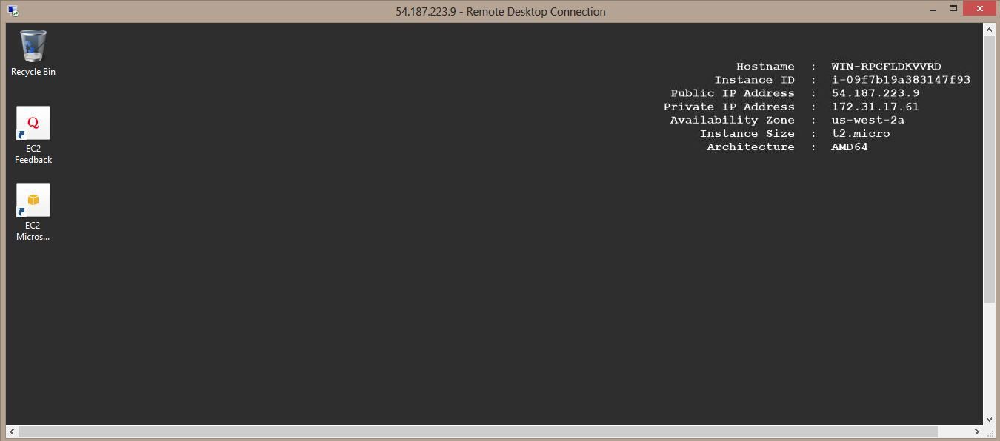 54.187.223.9 - Remote Desktop Connection
Recycle Bin
Q
EC2
Feedback
EC2
Micros...
Hostname : WIN-RPCFLDKVVRD
Instance ID : i-09f7b19a383147f93
Public IP Address : 54.187.223.9
Private IP Address : 172.31.17.61
Availability Zone : us-west-2a
Instance Size : t2.micro
Architecture : AMD64